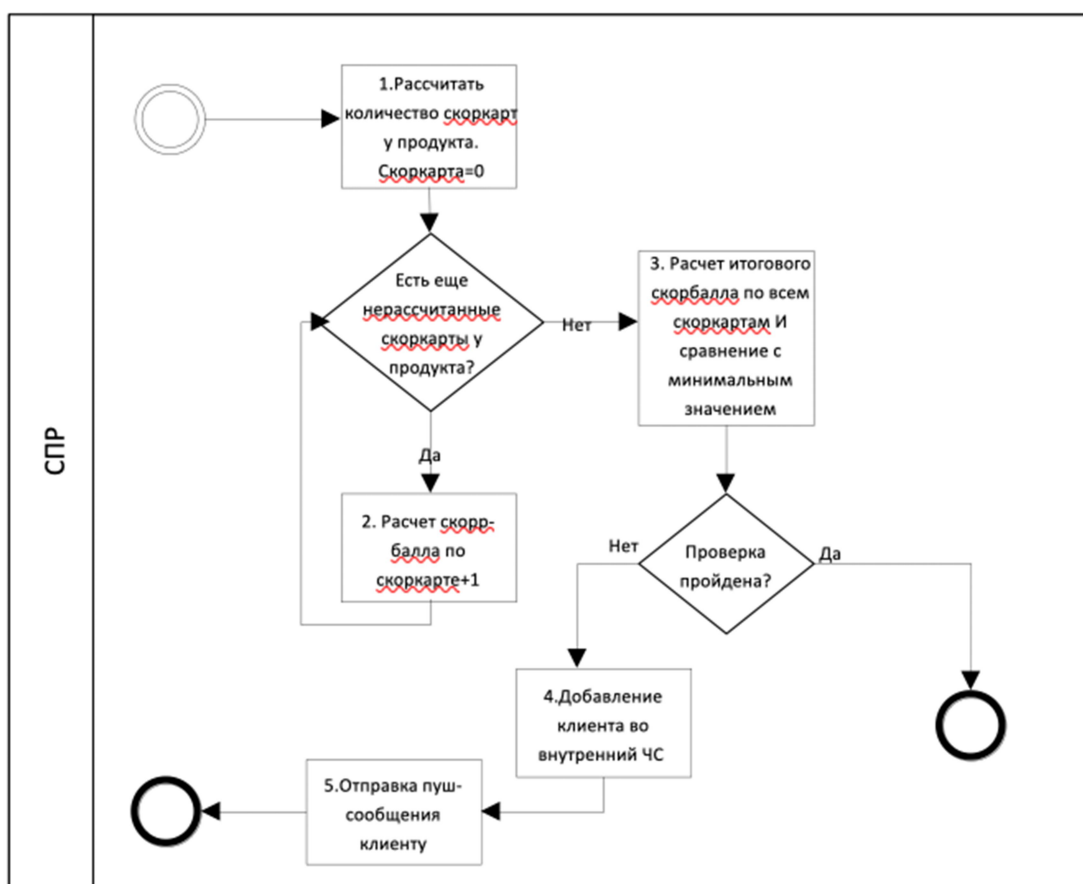 СПР
1.Рассчитать
количество скоркарт
у продукта.
Скоркарта=0
Есть еще
нерассчитанные
скоркарты у
продукта?
Нет
3. Расчет итогового
скорбалла по всем
скоркартам И
сравнение с
минимальным
значением
Да
2. Расчет скорр-
балла по
скоркарте+1
Нет
Проверка
пройдена?
Да
4.Добавление
клиента во
внутренний ЧС
5.Отправка пуш-
сообщения
клиенту